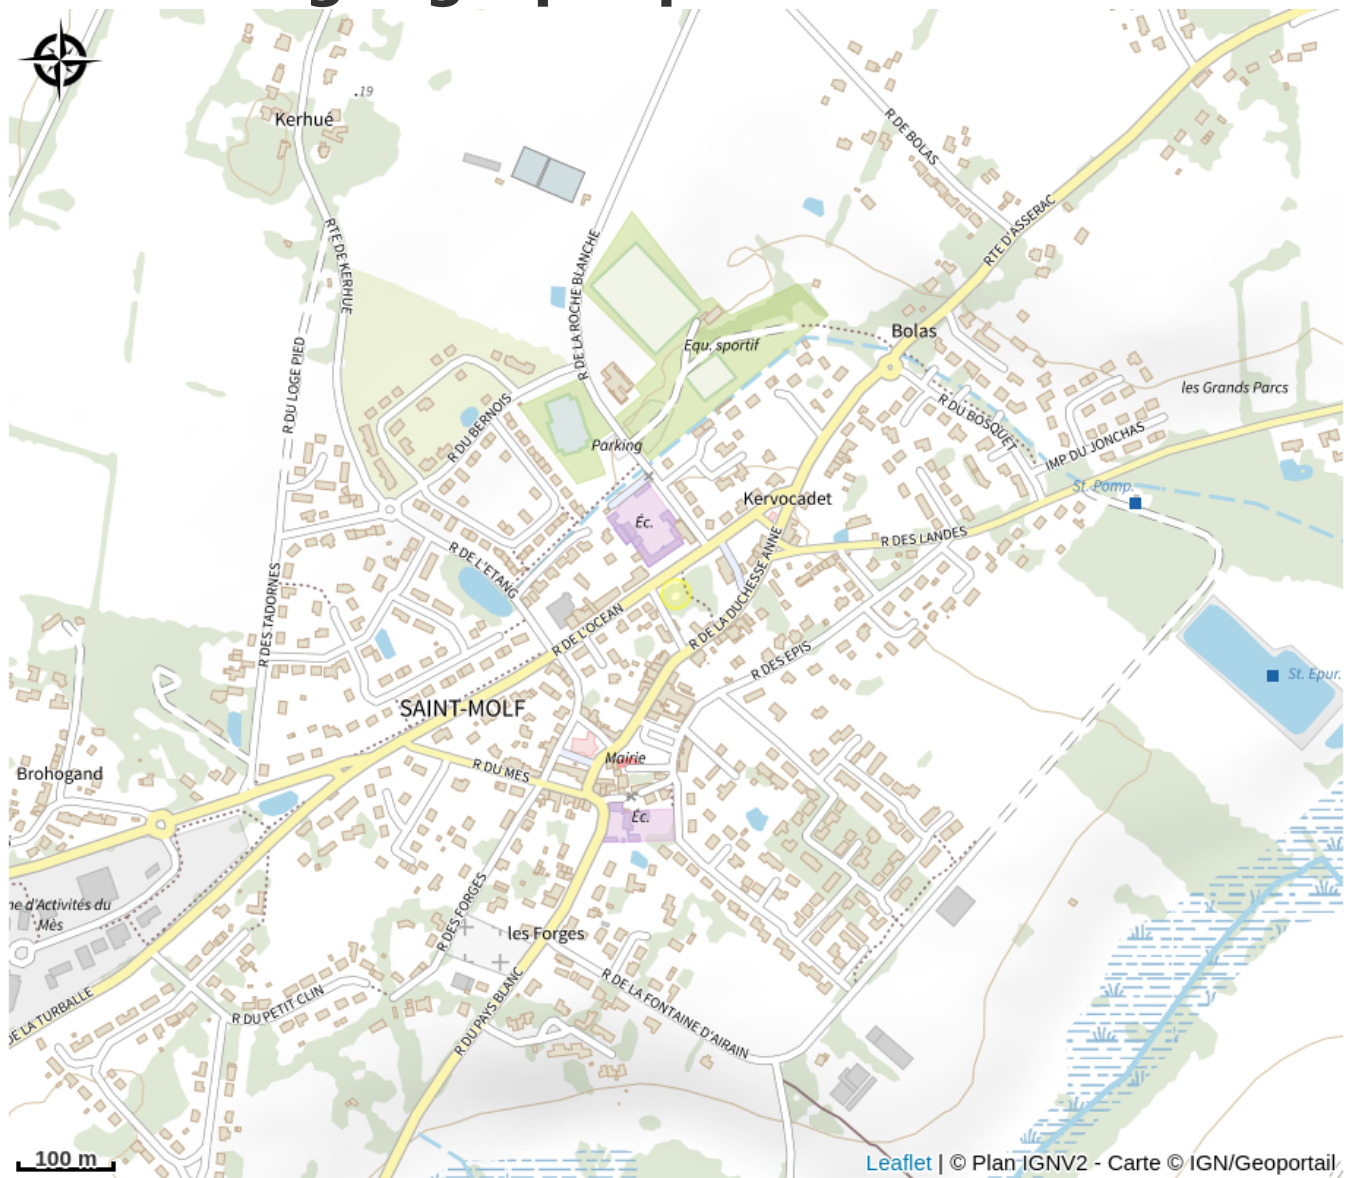 .19
Kerhué
R DE BOLAS
RTE D'ASSERAC
RTE DE KERHUE
R DE LA ROCHE BLANCHE
Bolas
Equ. sportif
R DU LOGE PIED
les Grands Parcs
R DU BERNOIS
R DU BOSQUET
Parking
IMP DU JONCHAS
St. Pomp.
Kervocadet
Éc.
R DES LANDES
R DE L'ETANG
R DE LA DUCHESSE ANNE
R DES TADORNES
R DE L'OCEAN
R DES EPIS
St. Epur.
SAINT-MOLF
Mairie
R DU MES
Brohogand
Éc.
ne d'Activités du
Mès
R DES FORGES
les Forges
R DE LA FONTAINE D'AIRAIN
R DU PETIT CLIN
R DU PAYS BLANC
DE LA TURBALLE
100 m
Leaflet | © Plan IGNV2 - Carte © IGN/Geoportail